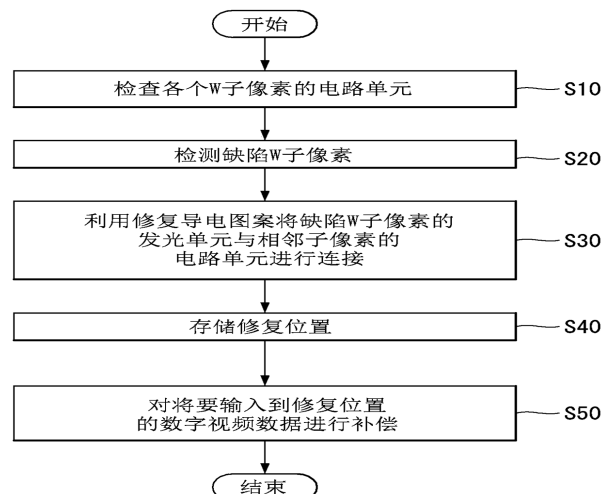 开始
检查各个W子像素的电路单元
S10
检测缺陷W子像素
S20
利用修复导电图案将缺陷W子像素的
发光单元与相邻子像素的
电路单元进行连接
S30
存储修复位置
S40
对将要输入到修复位置
的数字视频数据进行补偿
S50
结束